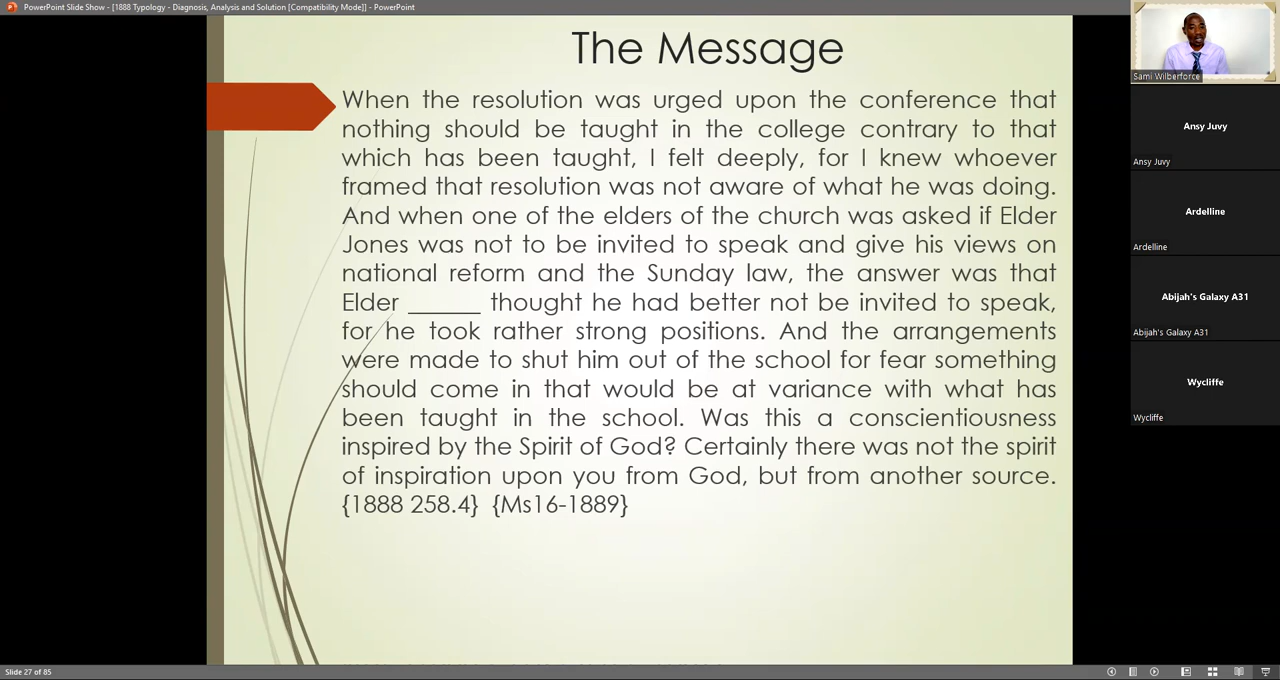 PowerPoint Slide Show - [1888 Typology - Diagnosis, Analysis and Solution [Compatibility Mode]] - PowerPoint
The Message
When the resolution was urged upon the conference that
nothing should be taught in the college contrary to that
which has been taught, I felt deeply, for I knew whoever
framed that resolution was not aware of what he was doing.
And when one of the elders of the church was asked if Elder
Jones was not to be invited to speak and give his views on
national reform and the Sunday law, the answer was that
Elder ______ thought he had better not be invited to speak,
for he took rather strong positions. And the arrangements
were made to shut him out of the school for fear something
should come in that would be at variance with what has
been taught in the school. Was this a conscientiousness
inspired by the Spirit of God? Certainly there was not the spirit
of inspiration upon you from God, but from another source.
{1888 258.4} {Ms16-1889}
Sami Wilberforce
Ansy Juvy
Ansy Juvy
Ardelline
Ardelline
Abijah's Galaxy A31
Abijah's Galaxy A31
Wycliffe
Wycliffe
Slide 27 of 85